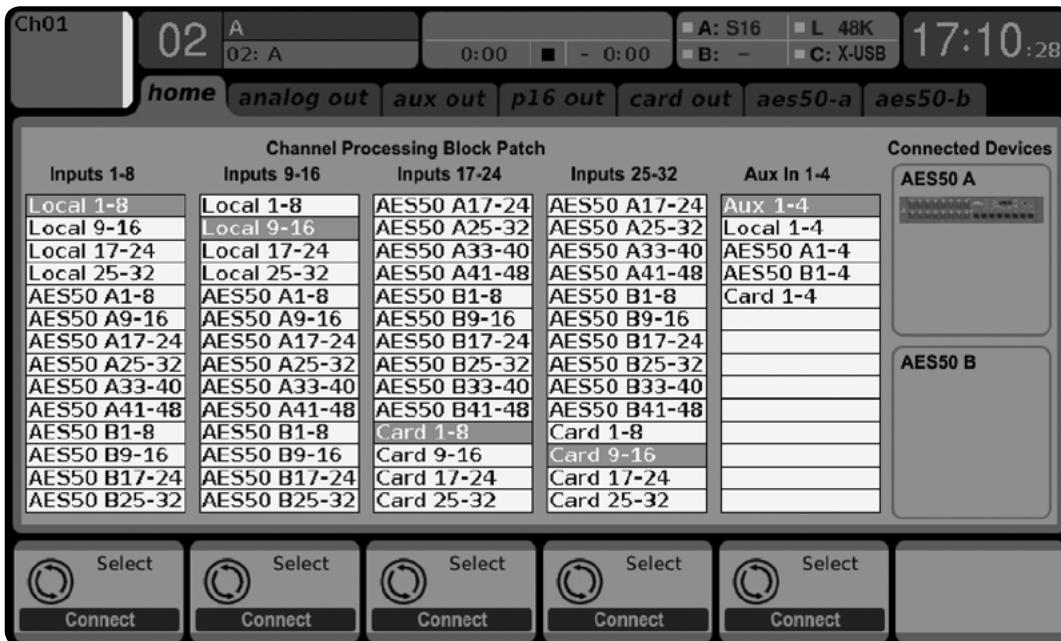 Ch01
02
A
02: A
0:00 - 0:00
A: S16 L 48K
B: - C: X-USB
17:10:28
home analog out aux out p16 out card out aes50-a aes50-b
Channel Processing Block Patch
Connected Devices
Inputs 1-8 Inputs 9-16 Inputs 17-24 Inputs 25-32 Aux In 1-4
AES50 A
Local 1-8 Local 1-8 AES50 A17-24 AES50 A17-24 Aux 1-4
Local 9-16 Local 9-16 AES50 A25-32 AES50 A25-32 Local 1-4
Local 17-24 Local 17-24 AES50 A33-40 AES50 A33-40 AES50 A1-4
Local 25-32 Local 25-32 AES50 A41-48 AES50 A41-48 AES50 B1-4
AES50 A1-8 AES50 A1-8 AES50 B1-8 AES50 B1-8 Card 1-4
AES50 A9-16 AES50 A9-16 AES50 B9-16 AES50 B9-16
AES50 A17-24 AES50 A17-24 AES50 B17-24 AES50 B17-24
AES50 A25-32 AES50 A25-32 AES50 B25-32 AES50 B25-32
AES50 B
AES50 A33-40 AES50 A33-40 AES50 B33-40 AES50 B33-40
AES50 A41-48 AES50 A41-48 AES50 B41-48 AES50 B41-48
AES50 B1-8 AES50 B1-8 Card 1-8 Card 1-8
AES50 B9-16 AES50 B9-16 Card 9-16 Card 9-16
AES50 B17-24 AES50 B17-24 Card 17-24 Card 17-24
AES50 B25-32 AES50 B25-32 Card 25-32 Card 25-32
Select Select Select Select Select
Connect Connect Connect Connect Connect